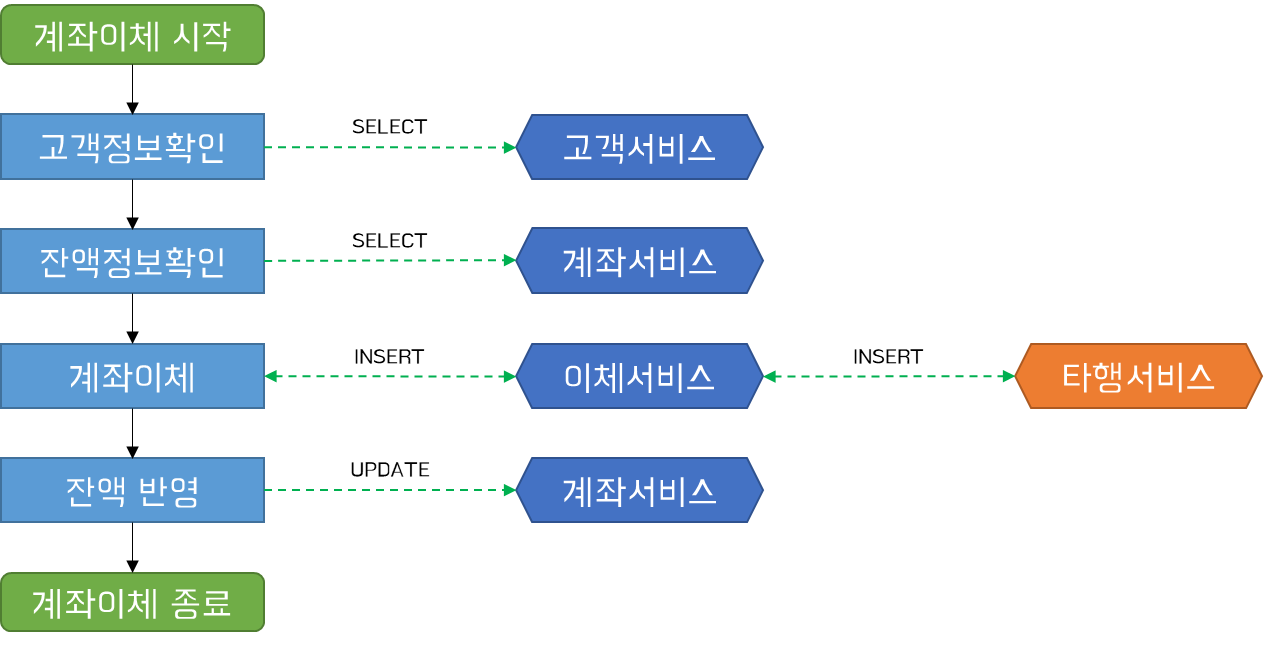 계좌이체 시작
고객정보확인
SELECT
고객서비스
잔액정보확인
SELECT
계좌서비스
계좌이체
INSERT
이체서비스
INSERT
타행서비스
잔액 반영
UPDATE
계좌서비스
계좌이체 종료